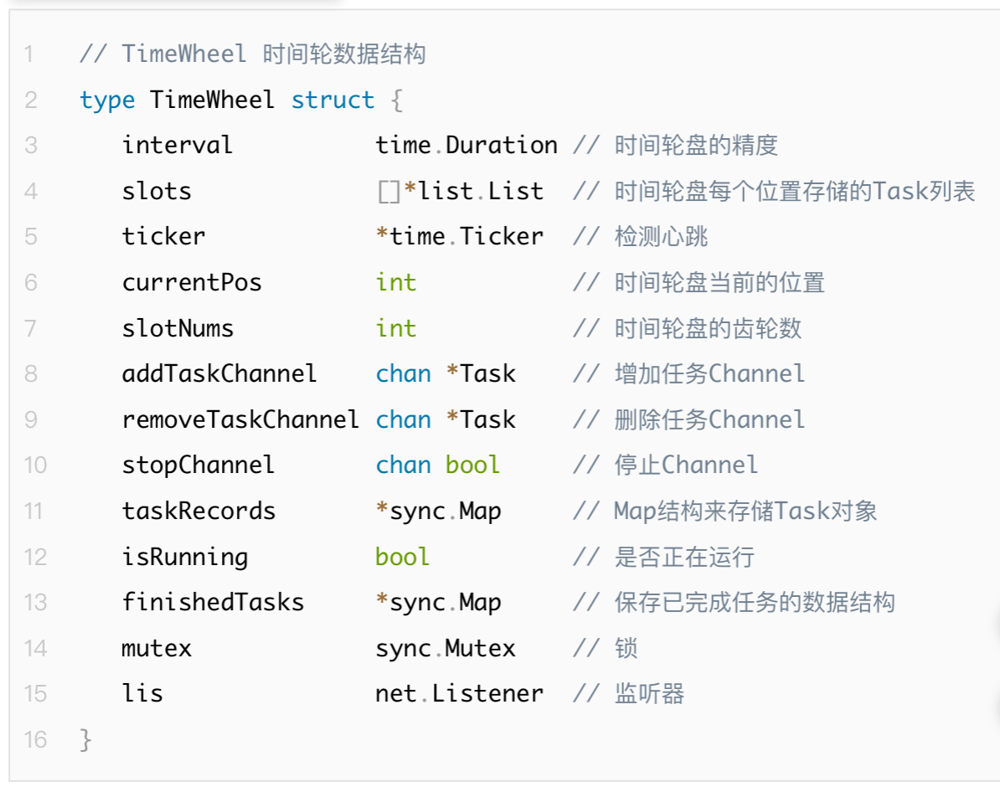 1 // TimeWheel 时间轮数据结构
2 type TimeWheel struct {
3 interval time.Duration // 时间轮盘的精度
4 slots []*list.List // 时间轮盘每个位置存储的Task列表
5 ticker *time.Ticker // 检测心跳
6 currentPos int // 时间轮盘当前的位置
7 slotNums int // 时间轮盘的齿轮数
8 addTaskChannel chan *Task // 增加任务Channel
9 removeTaskChannel chan *Task // 删除任务Channel
10 stopChannel chan bool // 停止Channel
11 taskRecords *sync.Map // Map结构来存储Task对象
12 isRunning bool // 是否正在运行
13 finishedTasks *sync.Map // 保存已完成任务的数据结构
14 mutex sync.Mutex // 锁
15 lis net.Listener // 监听器
16 }